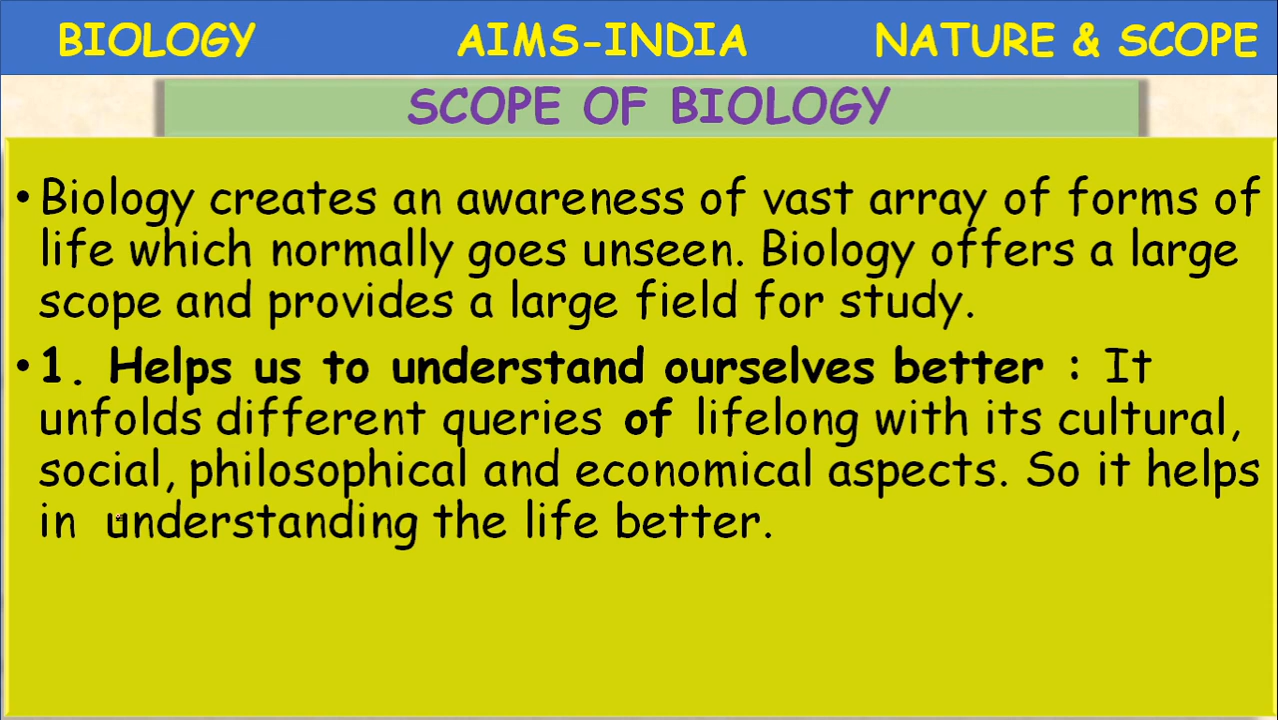 BIOLOGY AIMS-INDIA NATURE & SCOPE
SCOPE OF BIOLOGY
• Biology creates an awareness of vast array of forms of
life which normally goes unseen. Biology offers a large
scope and provides a large field for study.
• 1. Helps us to understand ourselves better : It
unfolds different queries of lifelong with its cultural,
social, philosophical and economical aspects. So it helps
in understanding the life better.